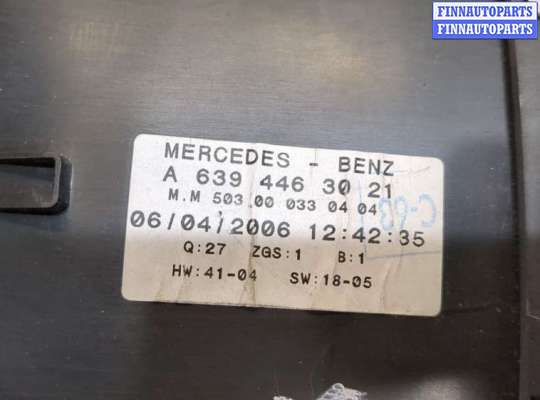 FINNAUTOPARTS
FINNAUTOPARTS
MERCEDES - BENZ
A 639 446 30 21
M.M 503.00 033 04 04
C-63
06/04/2006 12:42:35
Q:27 ZGS:1 B:1
HW:41-04 SW:18-05